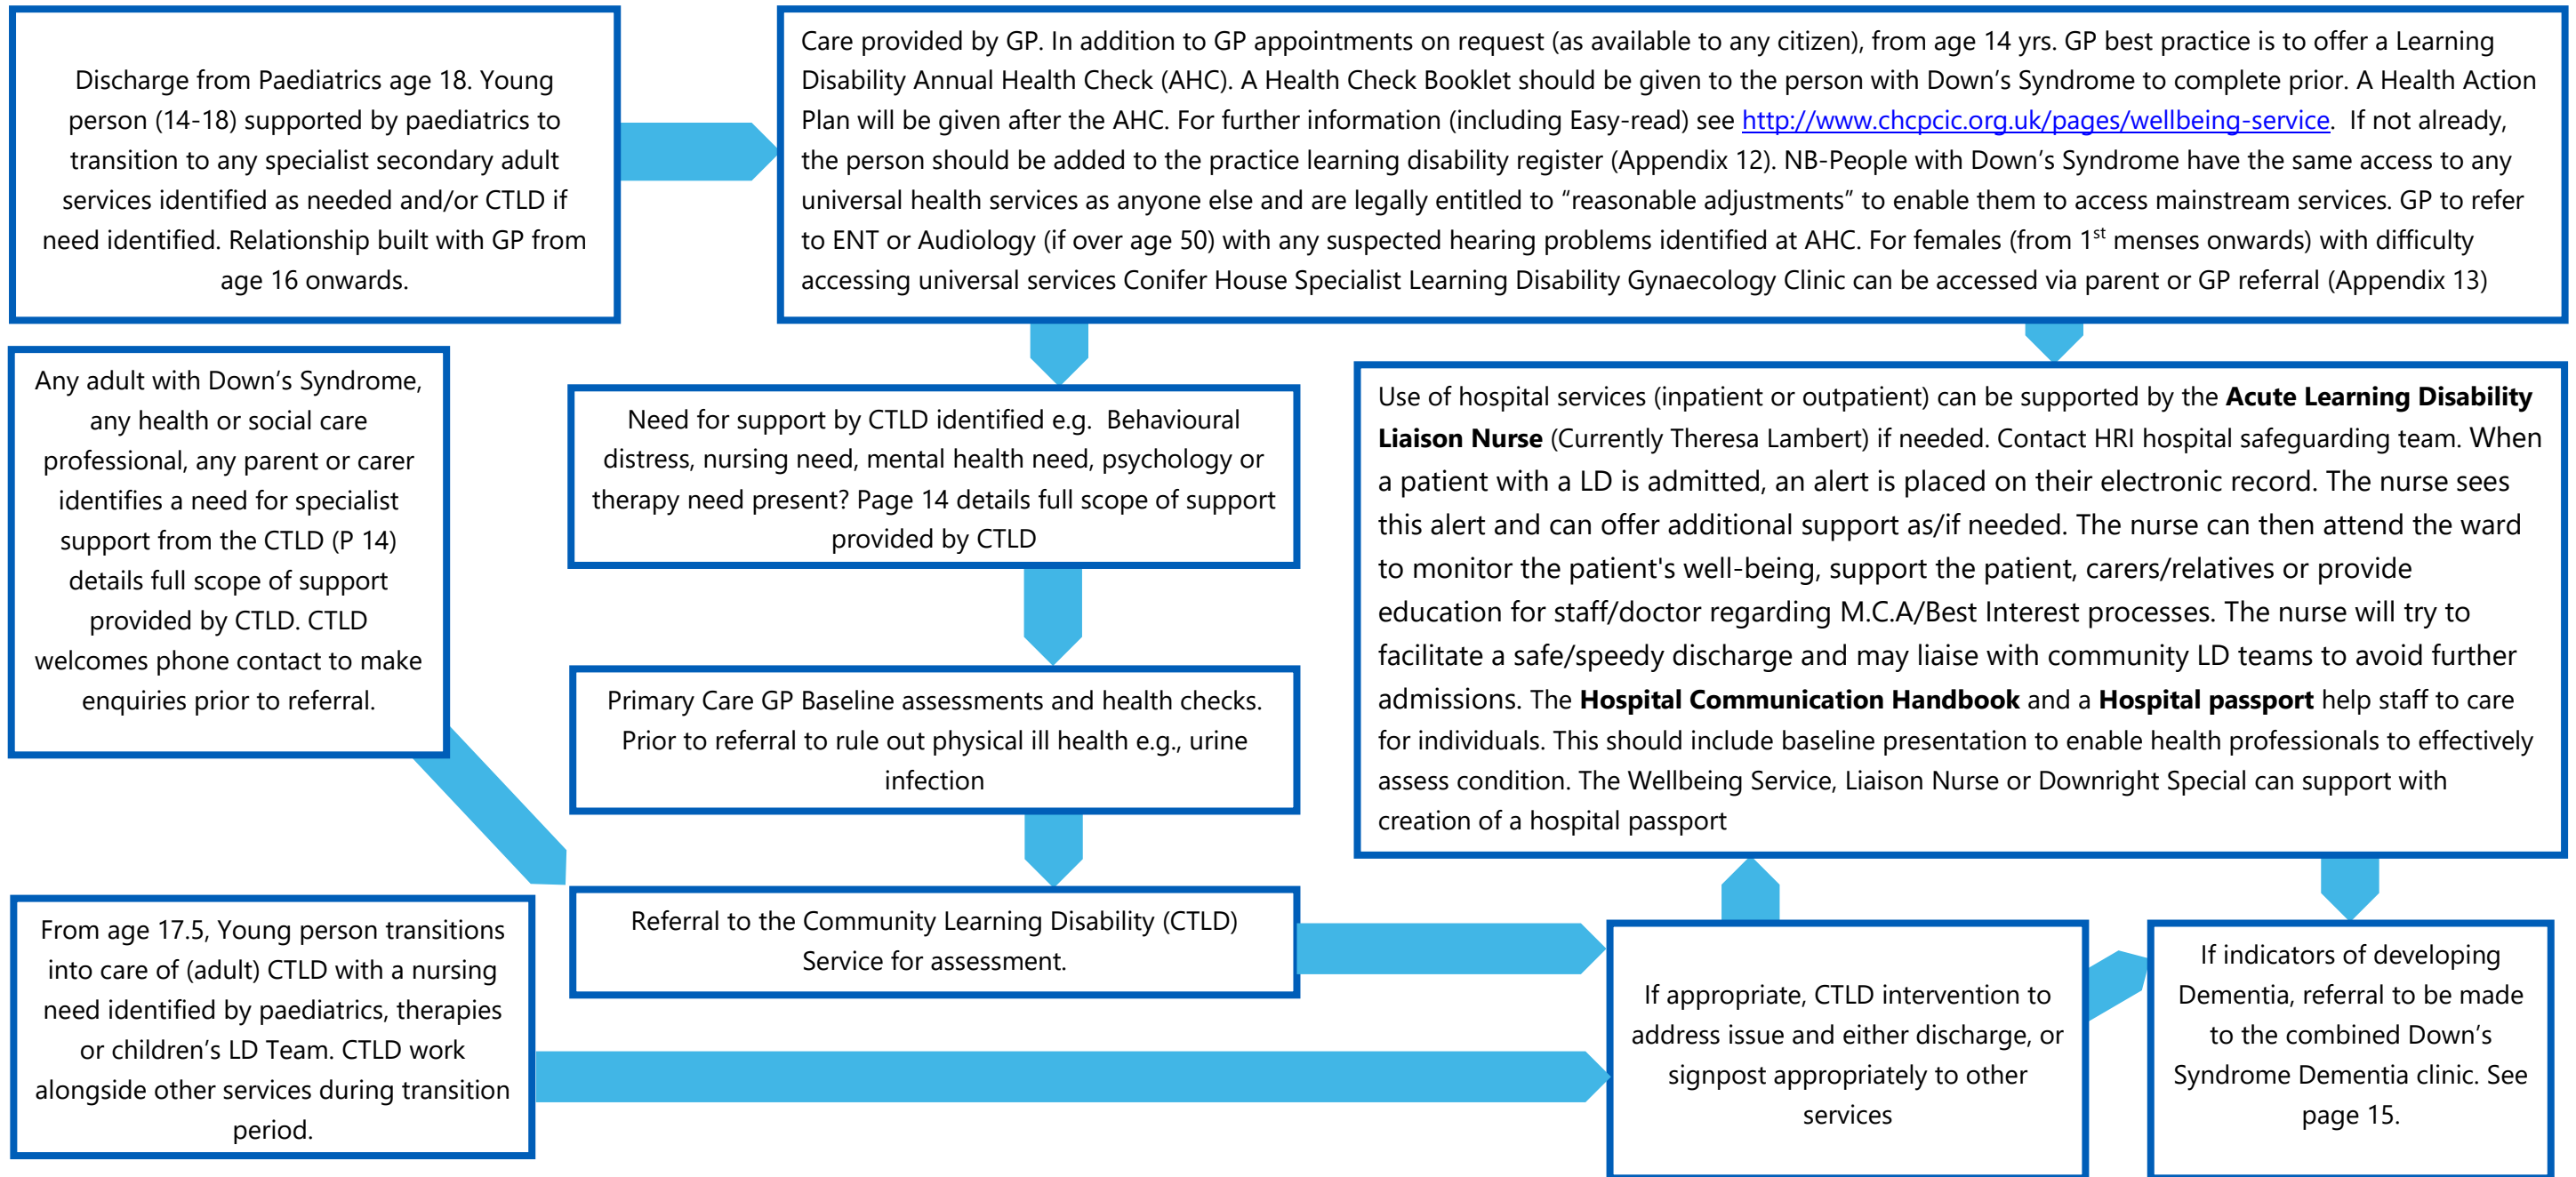 Discharge from Paediatrics age 18. Young
person (14-18) supported by paediatrics to
transition to any specialist secondary adult
services identified as needed and/or CTLD if
need identified. Relationship built with GP from
age 16 onwards.
Care provided by GP. In addition to GP appointments on request (as available to any citizen), from age 14 yrs. GP best practice is to offer a Learning
Disability Annual Health Check (AHC). A Health Check Booklet should be given to the person with Down’s Syndrome to complete prior. A Health Action
Plan will be given after the AHC. For further information (including Easy-read) see http://www.chcpcic.org.uk/pages/wellbeing-service. If not already,
the person should be added to the practice learning disability register (Appendix 12). NB-People with Down’s Syndrome have the same access to any
universal health services as anyone else and are legally entitled to “reasonable adjustments” to enable them to access mainstream services. GP to refer
to ENT or Audiology (if over age 50) with any suspected hearing problems identified at AHC. For females (from 1st menses onwards) with difficulty
accessing universal services Conifer House Specialist Learning Disability Gynaecology Clinic can be accessed via parent or GP referral (Appendix 13)
Any adult with Down’s Syndrome,
any health or social care
professional, any parent or carer
identifies a need for specialist
support from the CTLD (P 14)
details full scope of support
provided by CTLD. CTLD
welcomes phone contact to make
enquiries prior to referral.
Need for support by CTLD identified e.g. Behavioural
distress, nursing need, mental health need, psychology or
therapy need present? Page 14 details full scope of support
provided by CTLD
Use of hospital services (inpatient or outpatient) can be supported by the Acute Learning Disability
Liaison Nurse (Currently Theresa Lambert) if needed. Contact HRI hospital safeguarding team. When
a patient with a LD is admitted, an alert is placed on their electronic record. The nurse sees
this alert and can offer additional support as/if needed. The nurse can then attend the ward
to monitor the patient's well-being, support the patient, carers/relatives or provide
education for staff/doctor regarding M.C.A/Best Interest processes. The nurse will try to
facilitate a safe/speedy discharge and may liaise with community LD teams to avoid further
admissions. The Hospital Communication Handbook and a Hospital passport help staff to care
for individuals. This should include baseline presentation to enable health professionals to effectively
assess condition. The Wellbeing Service, Liaison Nurse or Downright Special can support with
creation of a hospital passport
Primary Care GP Baseline assessments and health checks.
Prior to referral to rule out physical ill health e.g., urine
infection
From age 17.5, Young person transitions
into care of (adult) CTLD with a nursing
need identified by paediatrics, therapies
or children’s LD Team. CTLD work
alongside other services during transition
period.
Referral to the Community Learning Disability (CTLD)
Service for assessment.
If appropriate, CTLD intervention to
address issue and either discharge, or
signpost appropriately to other
services
If indicators of developing
Dementia, referral to be made
to the combined Down’s
Syndrome Dementia clinic. See
page 15.